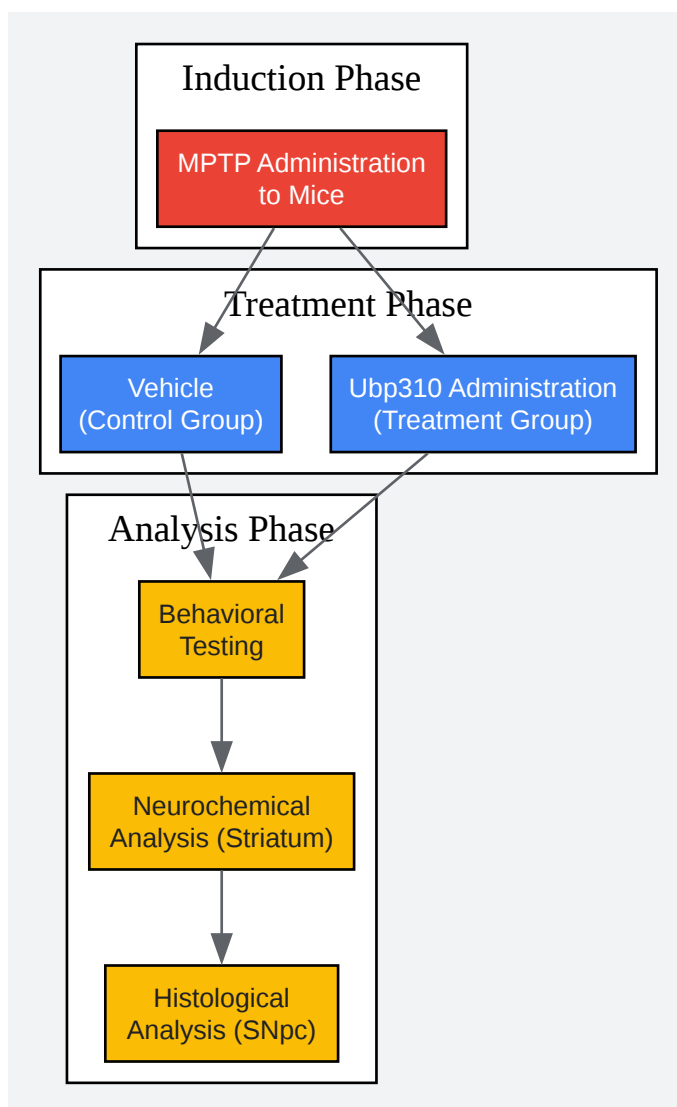 Induction Phase
MPTP Administration
to Mice
Treatment Phase
Vehicle
(Control Group)
Ubp310 Administration
(Treatment Group)
Analysis Phase
Behavioral
Testing
Neurochemical
Analysis (Striatum)
Histological
Analysis (SNpc)